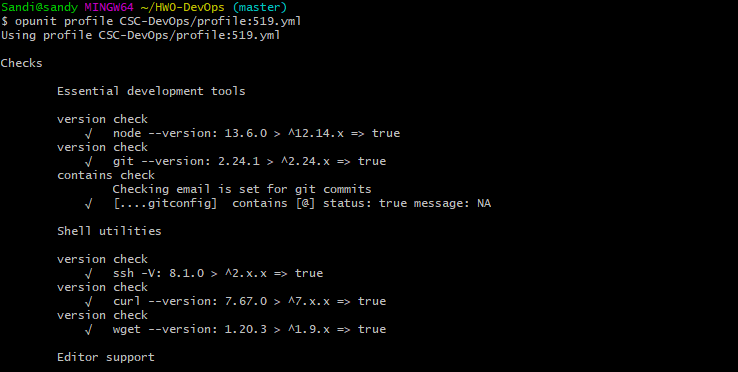 Sandi@sandy MINGW64 ~/HWO-DevOps (master)
$ opunit profile CSC-DevOps/profile:519.yml
Using profile CSC-DevOps/profile:519.yml
Checks
Essential development tools
version check
√ node --version: 13.6.0 > ^12.14.x => true
version check
√ git --version: 2.24.1 > ^2.24.x => true
contains check
Checking email is set for git commits
√ [....gitconfig] contains [@] status: true message: NA
Shell utilities
version check
√ ssh -V: 8.1.0 > ^2.x.x => true
version check
√ curl --version: 7.67.0 > ^7.x.x => true
version check
√ wget --version: 1.20.3 > ^1.9.x => true
Editor support